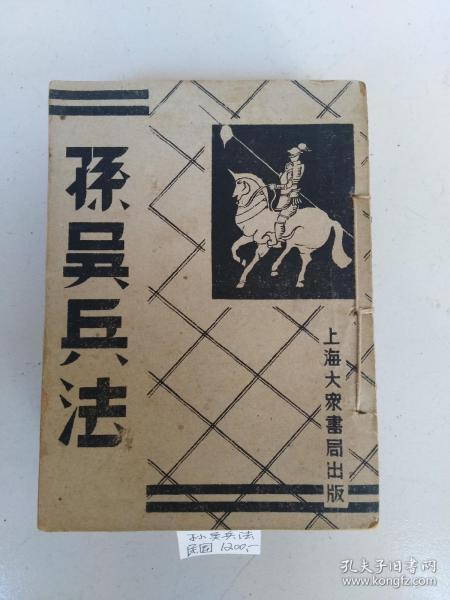 孫吳兵法
上海大衆書局出版
孙吴兵法
民国 1200,-
孔夫子旧书网
www.kongfz.com